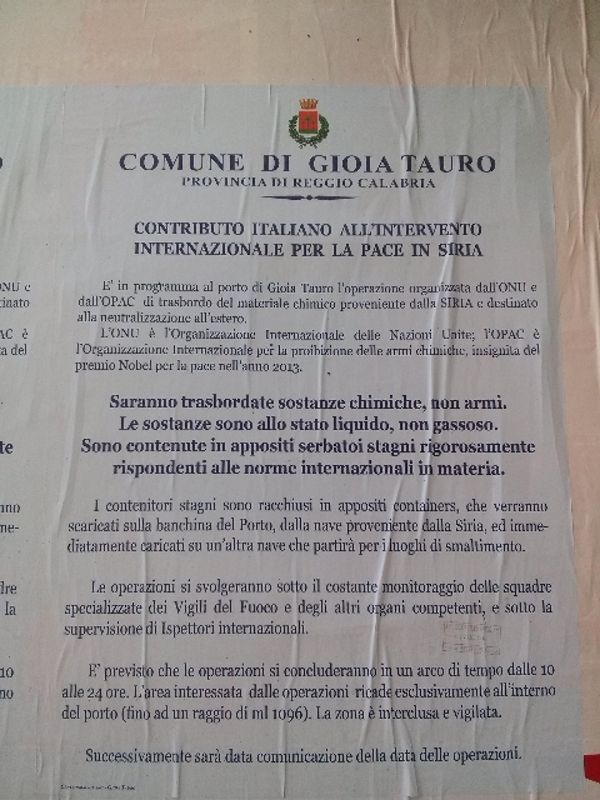 COMUNE DI GIOIA TAURO
PROVINCIA DI REGGIO CALABRIA
CONTRIBUTO ITALIANO ALL'INTERVENTO
INTERNAZIONALE PER LA PACE IN SIRIA
E' in programma al porto di Gioia Tauro l'operazione organizzata dall'ONU e
dall'OPAC di trasbordo del materiale chimico proveniente dalla SIRIA e destinato
alla neutralizzazione all'estero.
L'ONU è l'Organizzazione Internazionale delle Nazioni Unite; l'OPAC è
l'Organizzazione Internazionale per la proibizione delle armi chimiche, insignita del
premio Nobel per la pace nell'anno 2013.
Saranno trasbordate sostanze chimiche, non armi.
Le sostanze sono allo stato liquido, non gassoso.
Sono contenute in appositi serbatoi stagni rigorosamente
rispondenti alle norme internazionali in materia.
I contenitori stagni sono racchiusi in appositi containers, che verranno
scaricati sulla banchina del Porto, dalla nave proveniente dalla Siria, ed imme-
diatamente caricati su un'altra nave che partirà per i luoghi di smaltimento.
Le operazioni si svolgeranno sotto il costante monitoraggio delle squadre
specializzate dei Vigili del Fuoco e degli altri organi competenti, e sotto la
supervisione di Ispettori internazionali.
E' previsto che le operazioni si concluderanno in un arco di tempo dalle 10
alle 24 ore. L'area interessata dalle operazioni ricade esclusivamente all'interno
del porto (fino ad un raggio di ml 1096). La zona è interclusa e vigilata.
Successivamente sarà data comunicazione della data delle operazioni.